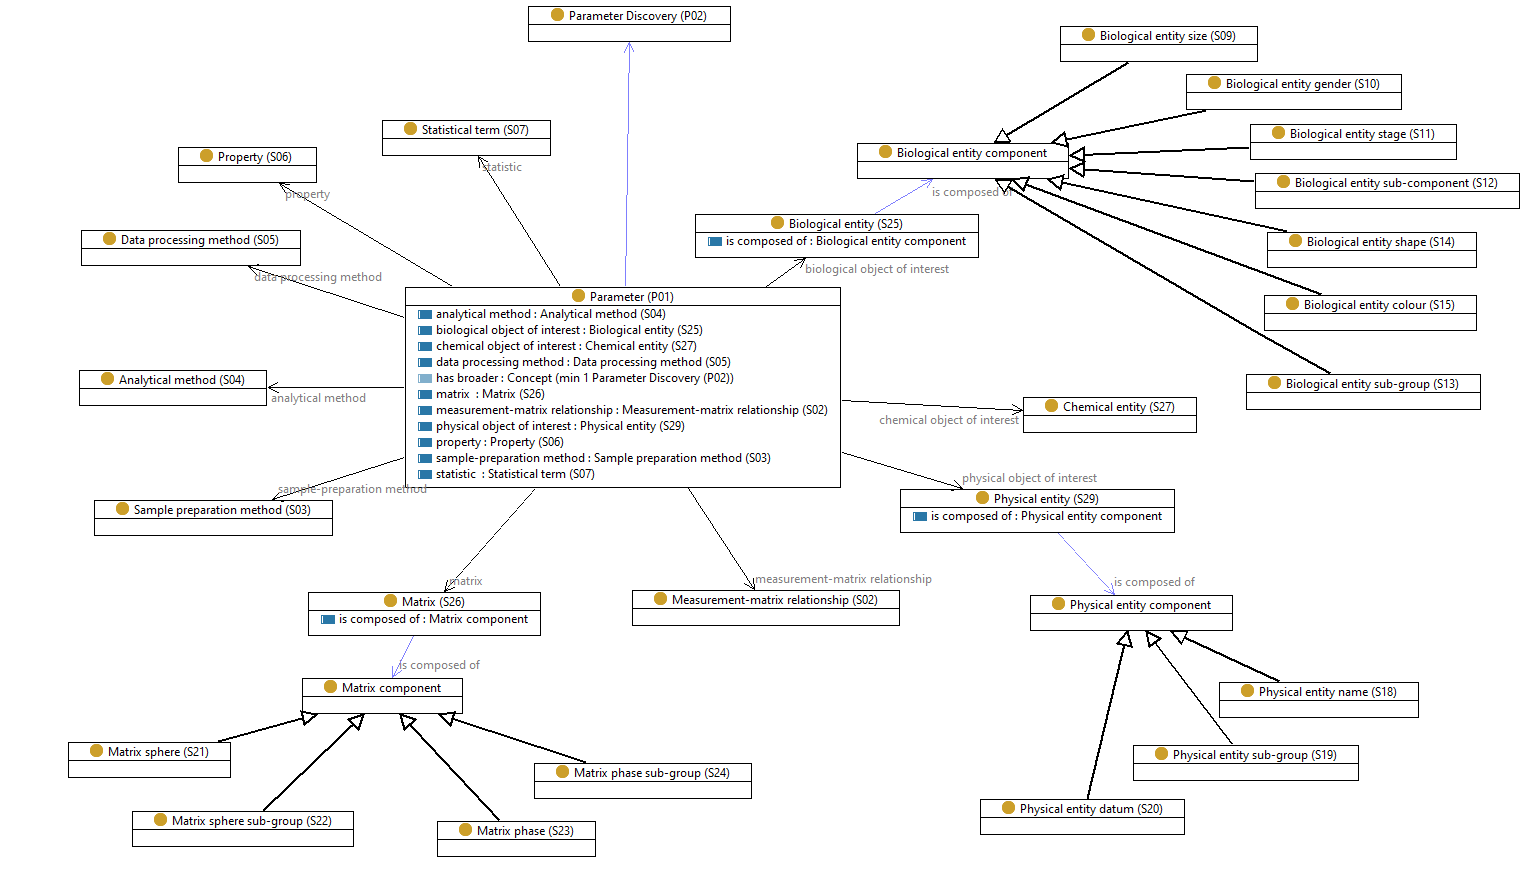 Parameter Discovery (P02)
Biological entity size (S09)
Biological entity gender (S10)
Statistical term (S07)
statistic
Biological entity stage (S11)
Property (S06)
property
Biological entity component
is composed of
Biological entity sub-component (S12)
Biological entity (S25)
is composed of : Biological entity component
biological object of interest
Data processing method (S05)
data processing method
Biological entity shape (S14)
Biological entity colour (S15)
Parameter (P01)
analytical method : Analytical method (S04)
biological object of interest : Biological entity (S25)
chemical object of interest : Chemical entity (S27)
data processing method : Data processing method (S05)
has broader : Concept (min 1 Parameter Discovery (P02))
matrix : Matrix (S26)
measurement-matrix relationship : Measurement-matrix relationship (S02)
physical object of interest : Physical entity (S29)
property : Property (S06)
sample-preparation method : Sample preparation method (S03)
statistic : Statistical term (S07)
Analytical method (S04)
analytical method
Biological entity sub-group (S13)
Chemical entity (S27)
chemical object of interest
physical object of interest
Physical entity (S29)
is composed of : Physical entity component
sample-preparation method
Sample preparation method (S03)
matrix
Matrix (S26)
is composed of : Matrix component
measurement-matrix relationship
Measurement-matrix relationship (S02)
is composed of
Physical entity component
is composed of
Matrix component
Physical entity name (S18)
Matrix sphere (S21)
Physical entity sub-group (S19)
Matrix phase sub-group (S24)
Physical entity datum (S20)
Matrix sphere sub-group (S22)
Matrix phase (S23)